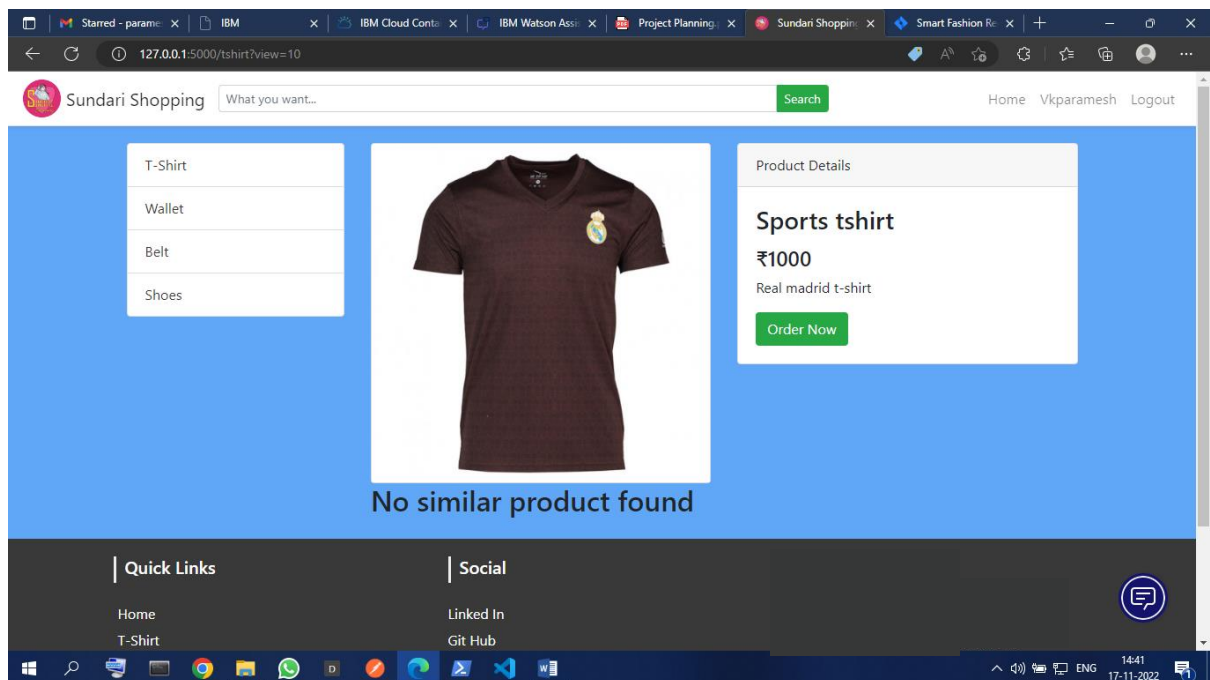 Starred - parame
IBM
IBM Cloud Conta
IBM Watson Assis
Project Planning.
Sundari Shopping
Smart Fashion Re
127.0.0.1:5000/tshirt?view=10
Sundari Shopping
What you want...
Search
Home
Vkparamesh
Logout
T-Shirt
Wallet
Belt
Shoes
Product Details
Sports tshirt
₹1000
Real madrid t-shirt
Order Now
No similar product found
Quick Links
Home
T-Shirt
Social
Linked In
Git Hub
ENG
14:41
17-11-2022